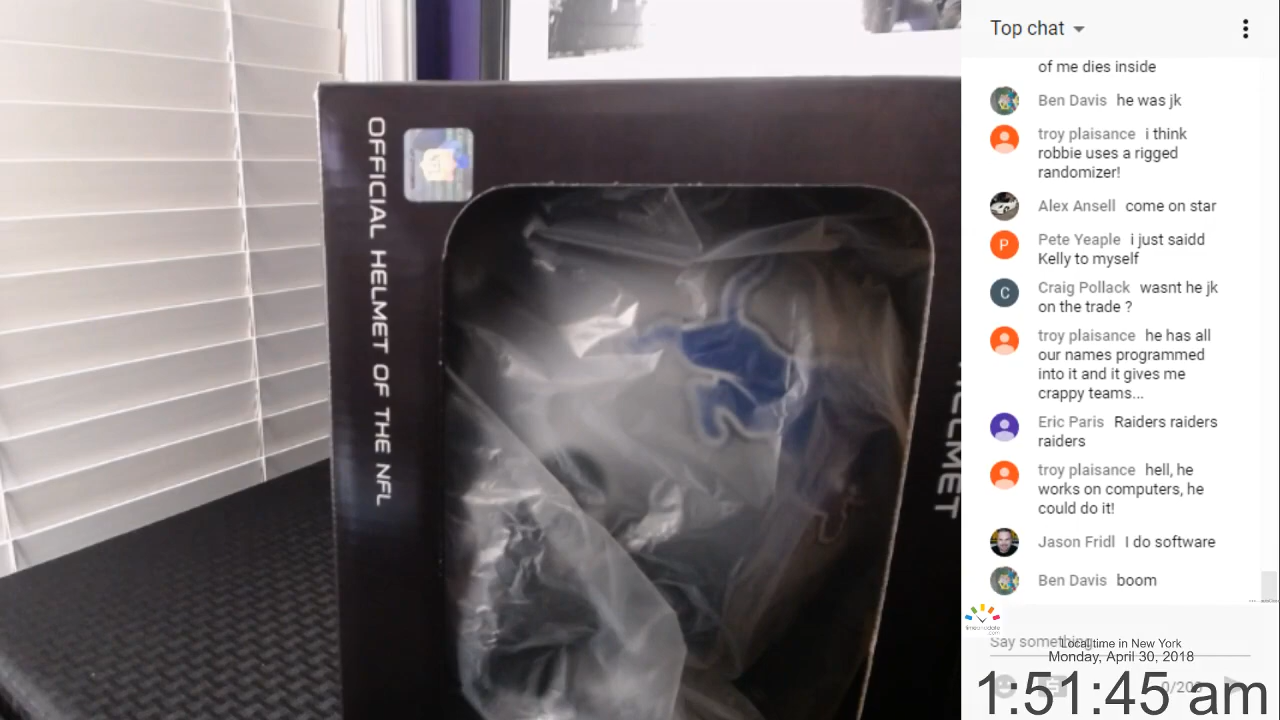 OFFICIAL HELMET OF THE NFL
HELMET
Top chat
of me dies inside
Ben Davis he was jk
troy plaisance i think
robbie uses a rigged
randomizer!
Alex Ansell come on star
Pete Yeaple i just saidd
Kelly to myself
Craig Pollack wasnt he jk
on the trade ?
troy plaisance he has all
our names programmed
into it and it gives me
crappy teams...
Eric Paris Raiders raiders
raiders
troy plaisance hell, he
works on computers, he
could do it!
Jason Fridl I do software
Ben Davis boom
Say something...
Local time in New York
Monday, April 30, 2018
0/200
1:51:45 am